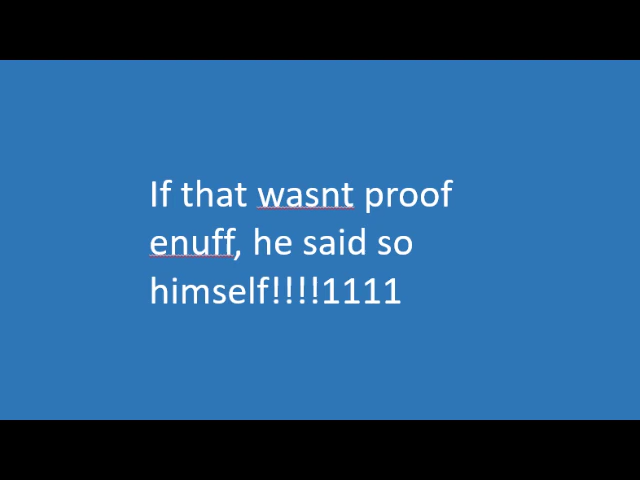 If that wasnt proof
enuff, he said so
himself!!!!1111